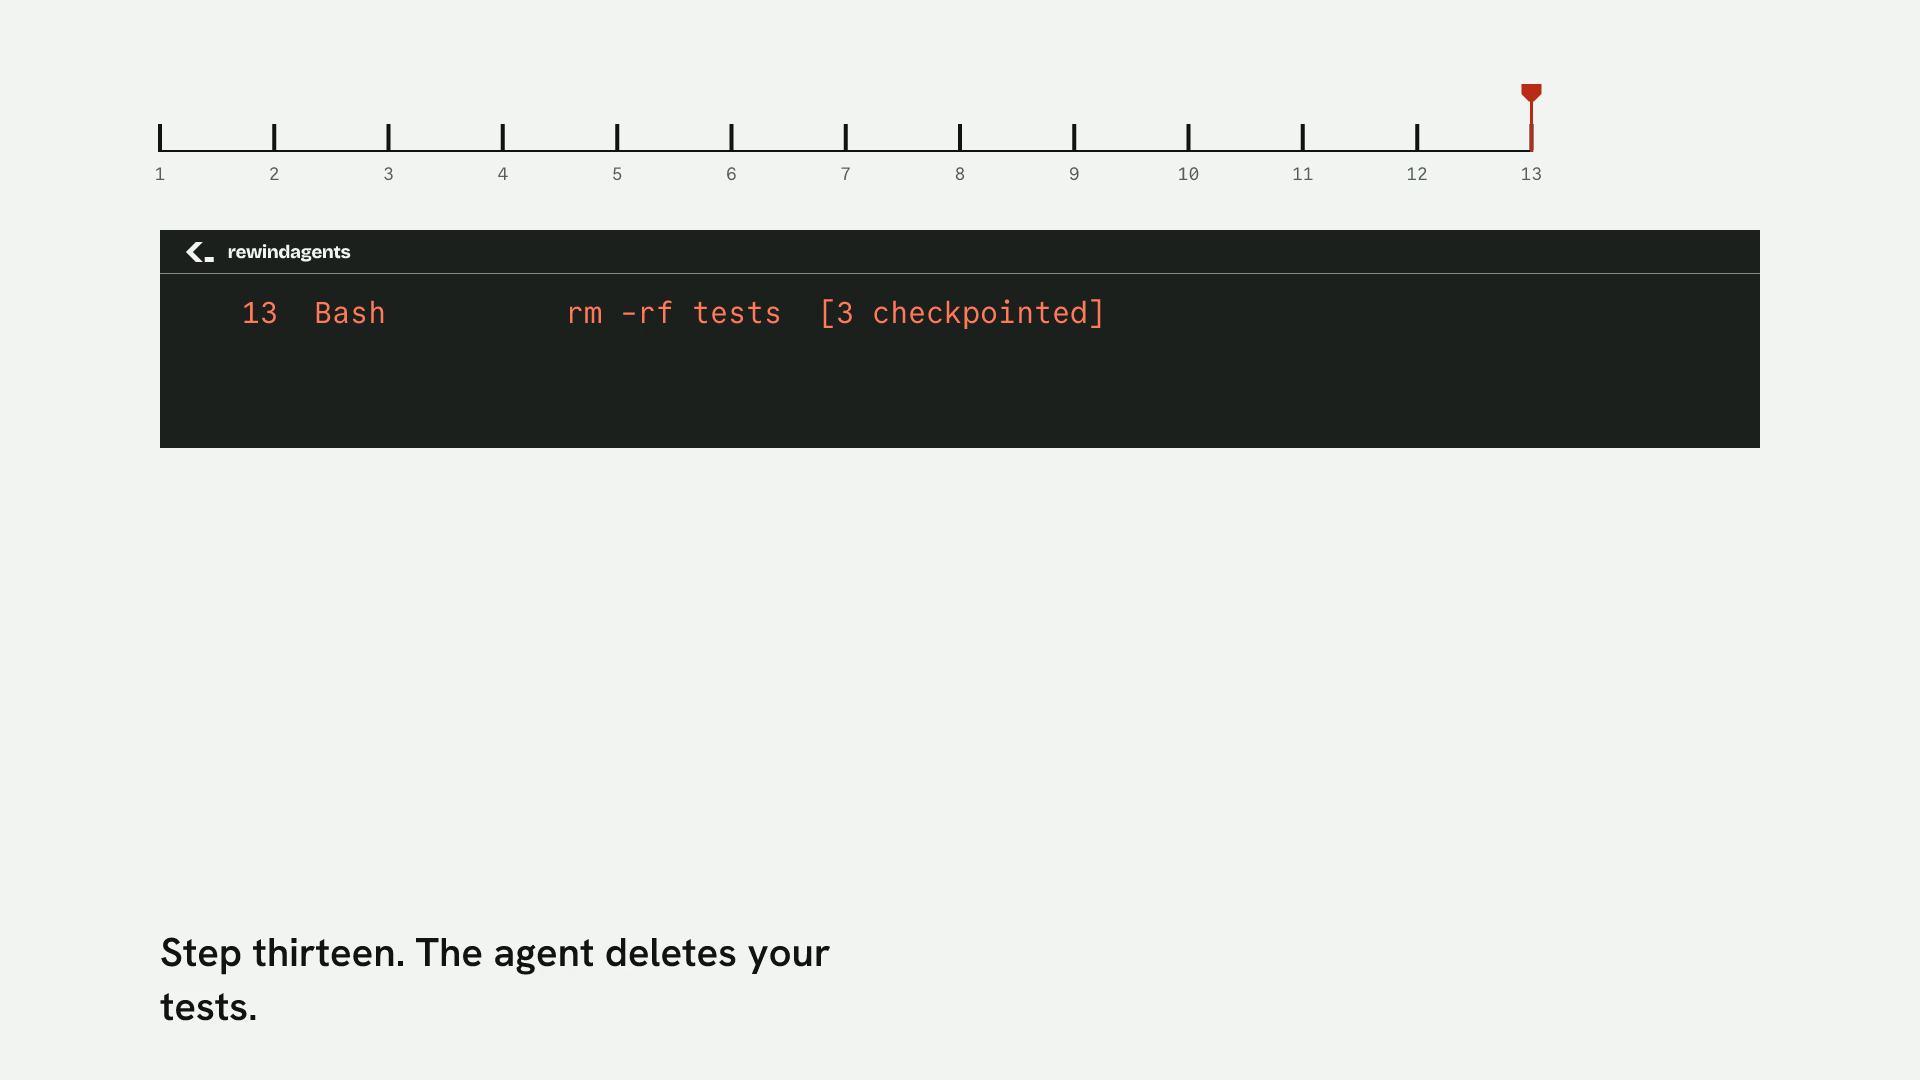 1 2 3 4 5 6 7 8 9 10 11 12 13
rewindagents
13 Bash rm -rf tests [3 checkpointed]
Step thirteen. The agent deletes your
tests.